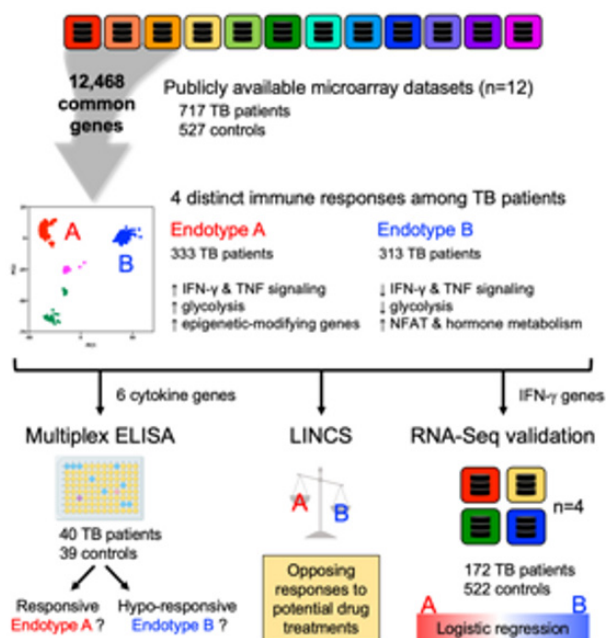 12,468
common
genes
Publicly available microarray datasets (n=12)
717 TB patients
527 controls
4 distinct immune responses among TB patients
Endotype A
333 TB patients
↑ IFN-γ & TNF signaling
↑ glycolysis
↑ epigenetic-modifying genes
Endotype B
313 TB patients
↓ IFN-γ & TNF signaling
↓ glycolysis
↑ NFAT & hormone metabolism
A
B
6 cytokine genes
IFN-γ genes
Multiplex ELISA
40 TB patients
39 controls
Responsive
Endotype A ?
Hypo-responsive
Endotype B ?
LINCS
A
B
Opposing
responses to
potential drug
treatments
RNA-Seq validation
n=4
172 TB patients
522 controls
A
B
Logistic regression